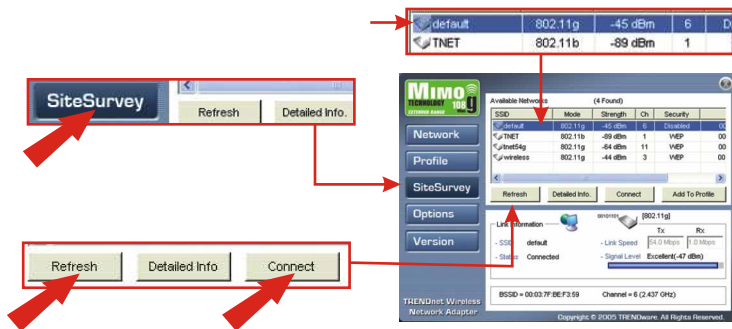 default 802.11g -45 dBm 6 D
TNET 802.11b -89 dBm 1
SiteSurvey
Refresh Detailed Info.
MIMO
TECHNOLOGY 108 g
EXTENDED RANGE
Network
Profile
SiteSurvey
Options
Version
TRENDnet Wireless
Network Adapter
Available Networks (4 Found)
SSID Mode Strength Ch Security
default 802.11g -45 dBm 6 Disabled 00
TNET 802.11b -89 dBm 1 WEP 00
tnet54g 802.11g -64 dBm 11 WEP 00
wireless 802.11g -44 dBm 3 WEP 00
Refresh Detailed Info. Connect Add To Profile
Link Information [802.11g]
Tx Rx
- SSID default - Link Speed 54.0 Mbps 1.0 Mbps
- Status Connected - Signal Level Excellent(-47 dBm)
BSSID = 00:03:7F:BE:F3:59 Channel = 6 (2.437 GHz)
Copyright © 2005 TRENDware. All Rights Reserved.
Refresh Detailed Info Connect